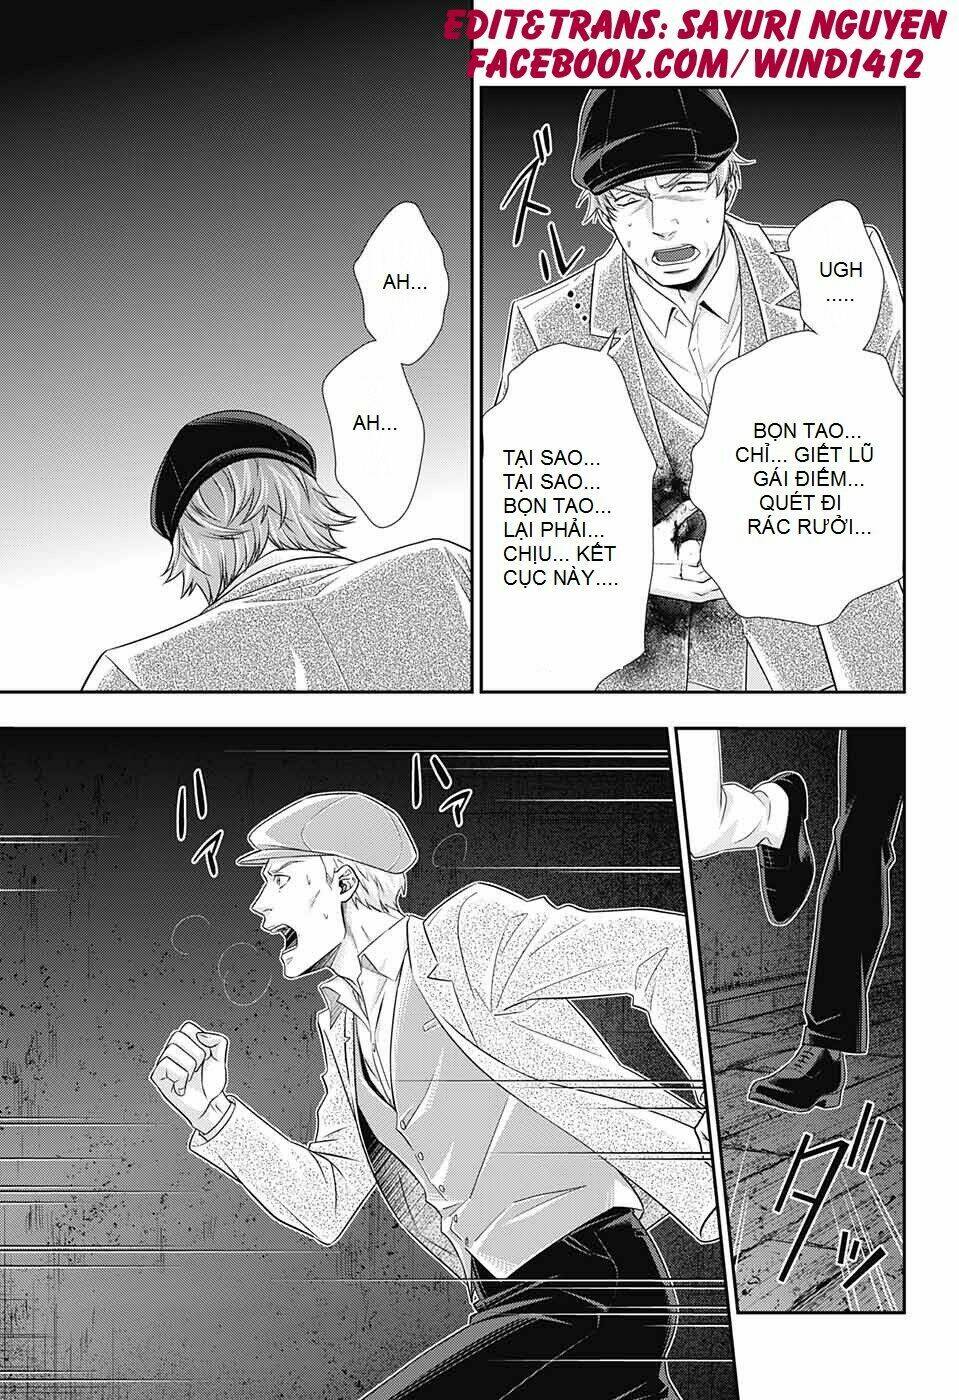 EDIT&TRANS: SAYURI NGUYEN
FACEBOOK.COM/WIND1412
UGH
.....
BỌN TAO...
CHỈ... GIẾT LŨ
GÁI ĐIẾM...
QUÉT ĐI
RÁC RƯỞI...
TẠI SAO...
TẠI SAO...
BỌN TAO...
LẠI PHẢI...
CHỊU... KẾT
CỤC NÀY....
AH...
AH...
ダッ
ハァ
ハァ